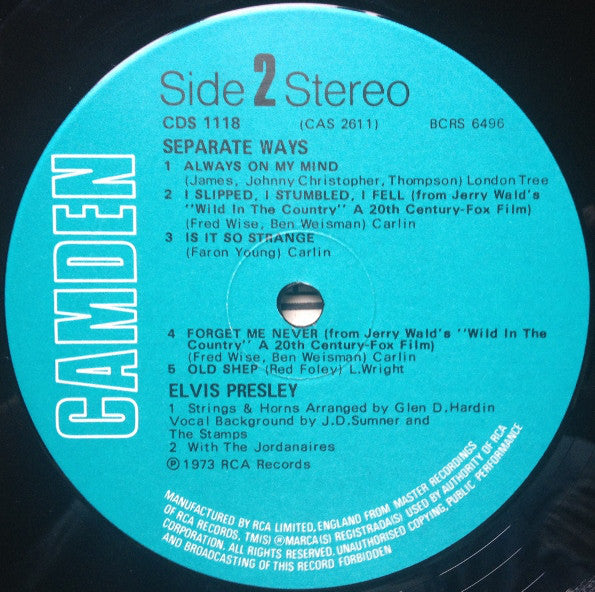 CAMDEN
Side 2 Stereo
CDS 1118 (CAS 2611) BCRS 6496
SEPARATE WAYS
1 ALWAYS ON MY MIND
(James, Johnny Christopher, Thompson) London Tree
2 I SLIPPED, I STUMBLED, I FELL (from Jerry Wald's
"Wild In The Country" A 20th Century-Fox Film)
(Fred Wise, Ben Weisman) Carlin
3 IS IT SO STRANGE
(Faron Young) Carlin
4 FORGET ME NEVER (from Jerry Wald's "Wild In The
Country" A 20th Century-Fox Film)
(Fred Wise, Ben Weisman) Carlin
5 OLD SHEP (Red Foley) L.Wright
ELVIS PRESLEY
1 Strings & Horns Arranged by Glen D.Hardin
Vocal Background by J.D.Sumner and
The Stamps
2 With The Jordanaires
℗ 1973 RCA Records
MANUFACTURED BY RCA LIMITED, ENGLAND FROM MASTER RECORDINGS
OF RCA RECORDS, TM(S) ® MARCA(S) REGISTRADA(S) USED BY AUTHORITY OF RCA
CORPORATION. ALL RIGHTS RESERVED. UNAUTHORISED COPYING, PUBLIC PERFORMANCE
AND BROADCASTING OF THIS RECORD FORBIDDEN